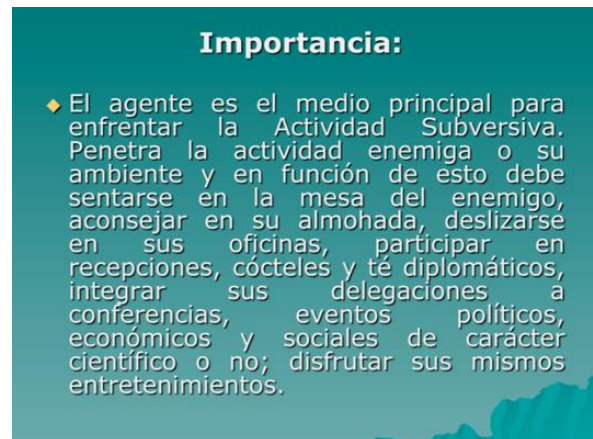 Importancia:
El agente es el medio principal para
enfrentar la Actividad Subversiva.
Penetra la actividad enemiga o su
ambiente y en función de esto debe
sentarse en la mesa del enemigo,
aconsejar en su almohada, deslizarse
en sus oficinas, participar en
recepciones, cócteles y té diplomáticos,
integrar sus delegaciones a
conferencias, eventos políticos,
económicos y sociales de carácter
científico o no; disfrutar sus mismos
entretenimientos.